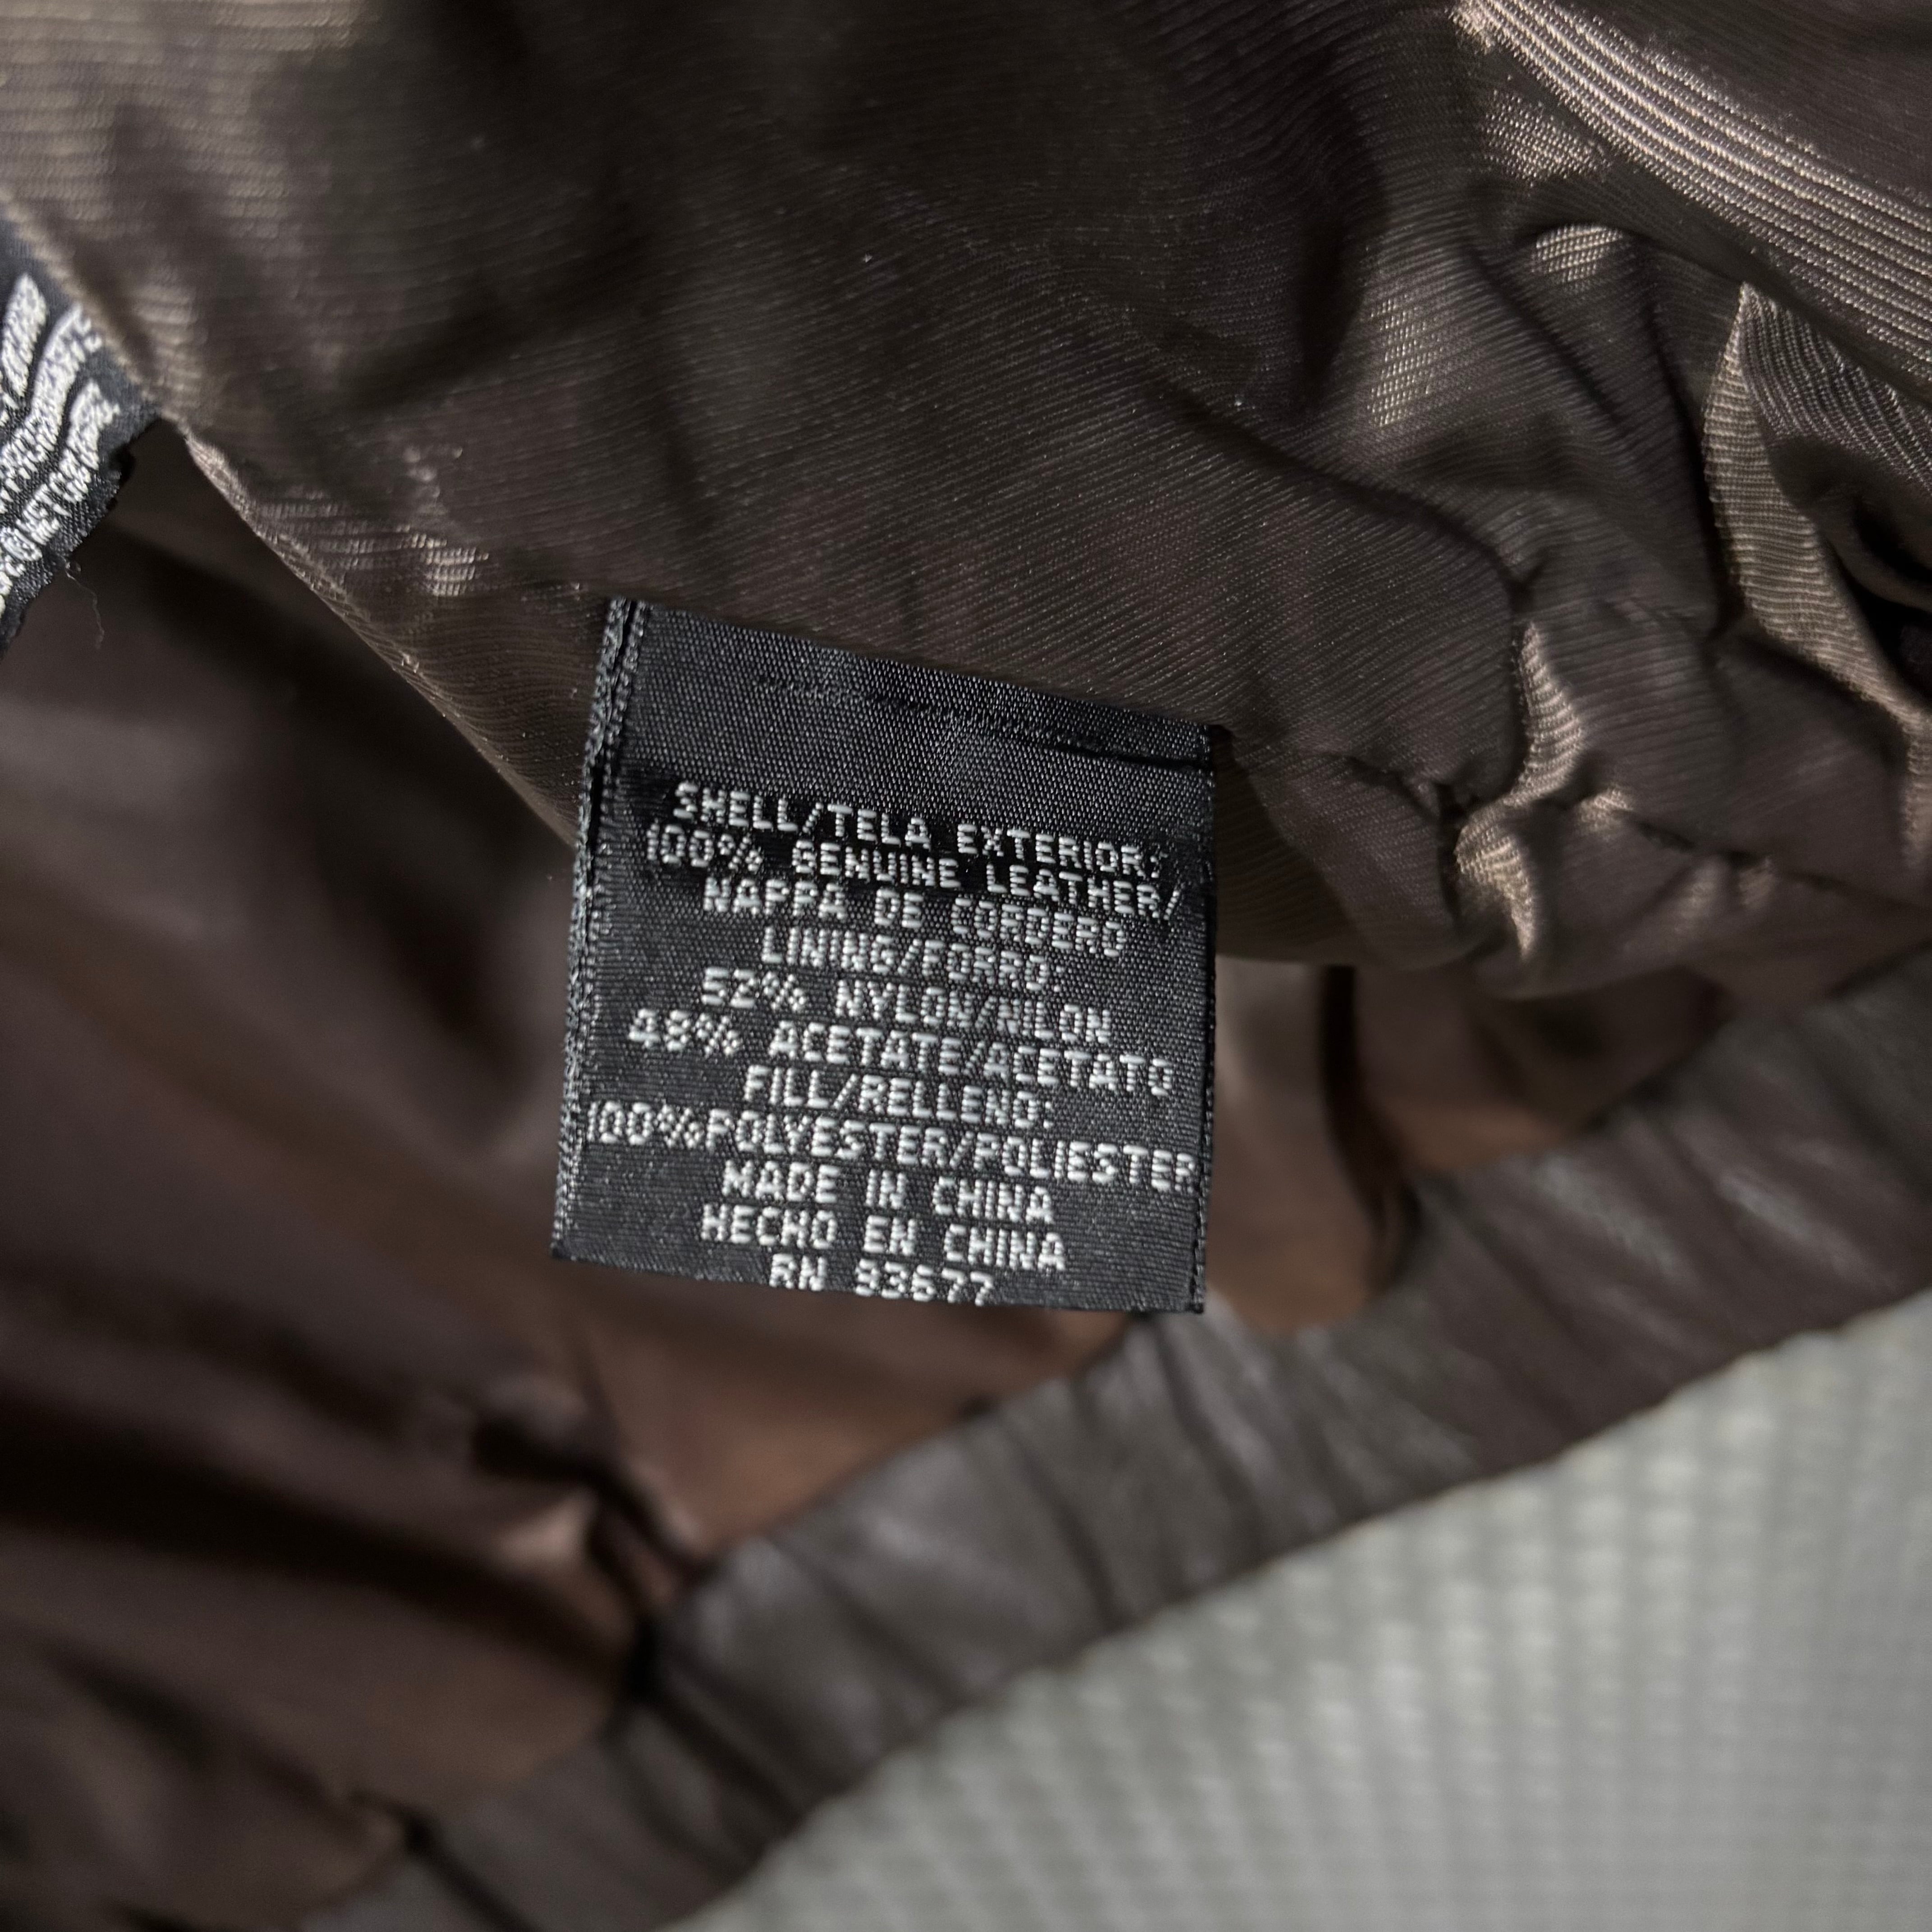 SHELL/TELA EXTERIOR:
100% GENUINE LEATHER/
NAPPA DE CORDERO
LINING/FORRO:
52% NYLON/NILON
48% ACETATE/ACETATO
FILL/RELLENO:
100%POLYESTER/POLIESTER
MADE IN CHINA
HECHO EN CHINA
RN 93677